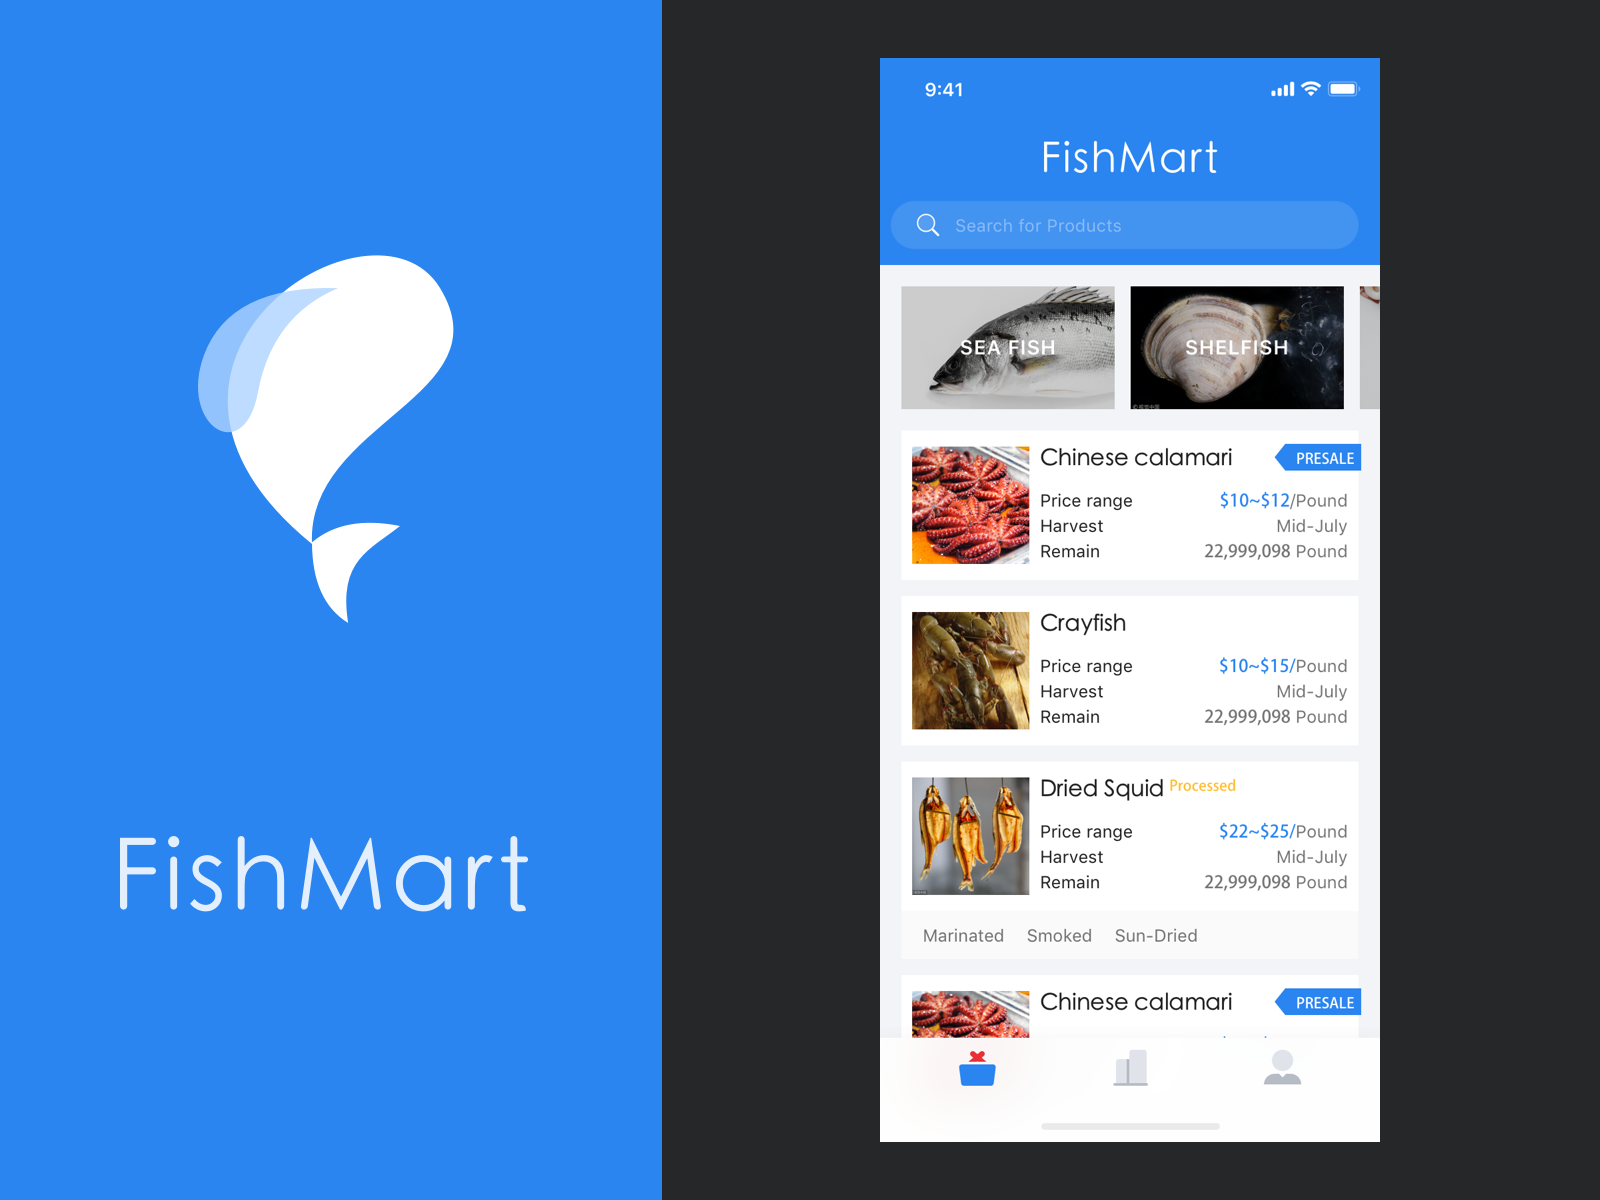 FishMart
9:41
FishMart
Search for Products
SEA FISH
SHELFISH
Chinese calamari
PRESALE
Price range $10~$12/Pound
Harvest Mid-July
Remain 22,999,098 Pound
Crayfish
Price range $10~$15/Pound
Harvest Mid-July
Remain 22,999,098 Pound
Dried Squid Processed
Price range $22~$25/Pound
Harvest Mid-July
Remain 22,999,098 Pound
Marinated Smoked Sun-Dried
Chinese calamari
PRESALE